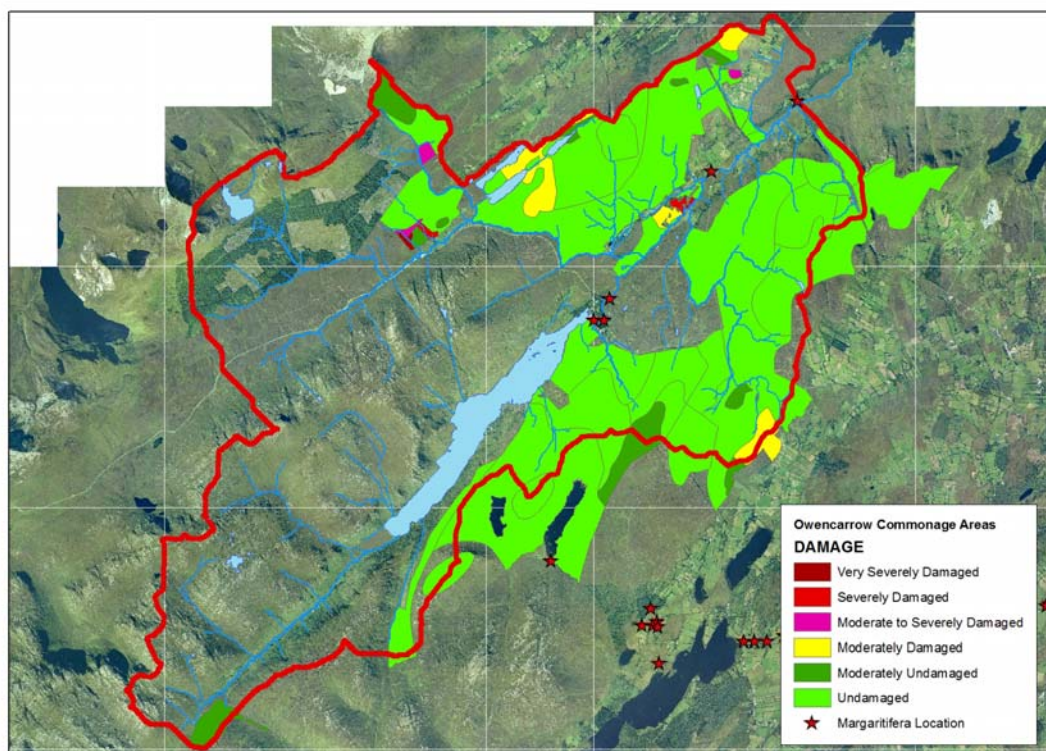 Owencarrow Commonage Areas
DAMAGE
Very Severely Damaged
Severely Damaged
Moderate to Severely Damaged
Moderately Damaged
Moderately Undamaged
Undamaged
Margaritifera Location